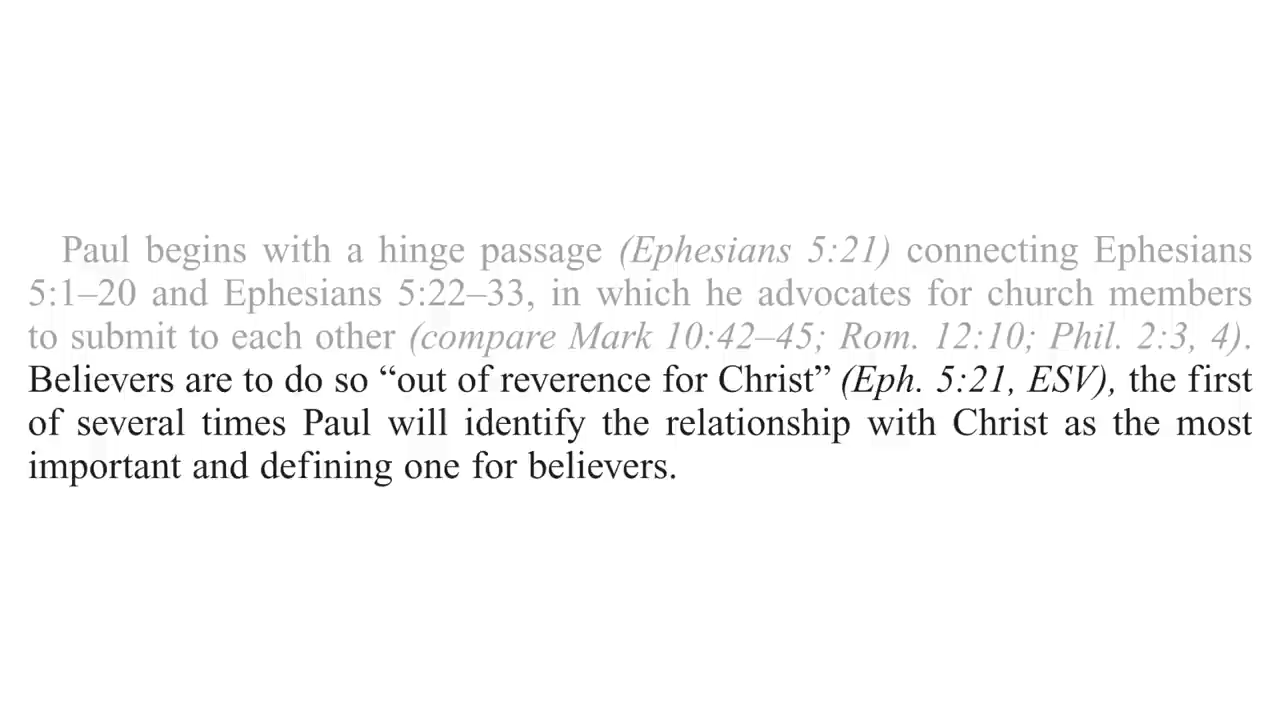 Paul begins with a hinge passage (Ephesians 5:21) connecting Ephesians
5:1–20 and Ephesians 5:22–33, in which he advocates for church members
to submit to each other (compare Mark 10:42–45; Rom. 12:10; Phil. 2:3, 4).
Believers are to do so “out of reverence for Christ” (Eph. 5:21, ESV), the first
of several times Paul will identify the relationship with Christ as the most
important and defining one for believers.